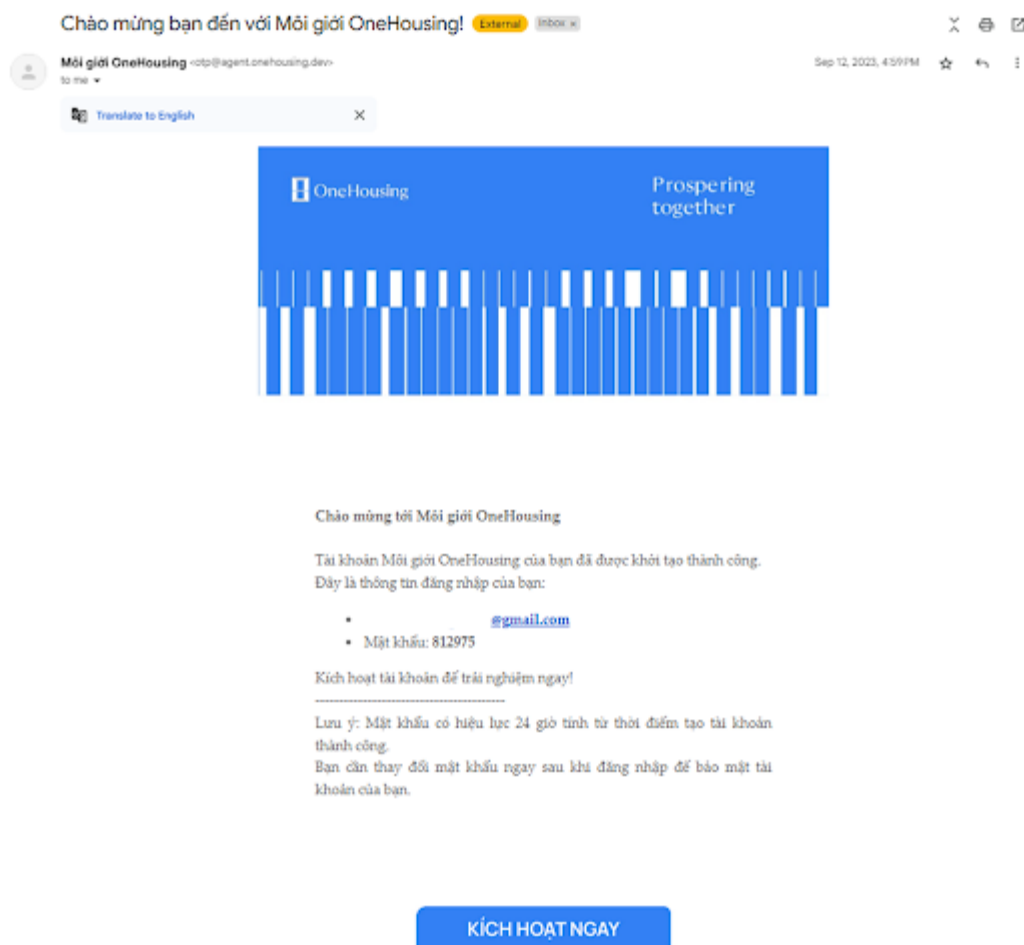 Chào mừng bạn đến với Môi giới OneHousing! External Inbox ×
Môi giới OneHousing <otp@agent.onehousing.dev> Sep 12, 2023, 4:59 PM
to me
Translate to English
OneHousing
Prospering
together
Chào mừng tới Môi giới OneHousing
Tài khoản Môi giới OneHousing của bạn đã được khởi tạo thành công.
Đây là thông tin đăng nhập của bạn:
• @gmail.com
• Mật khẩu: 812975
Kích hoạt tài khoản để trải nghiệm ngay!
------------------------------------------
Lưu ý: Mật khẩu có hiệu lực 24 giờ tính từ thời điểm tạo tài khoản
thành công.
Bạn cần thay đổi mật khẩu ngay sau khi đăng nhập để bảo mật tài
khoản của bạn.
KÍCH HOẠT NGAY